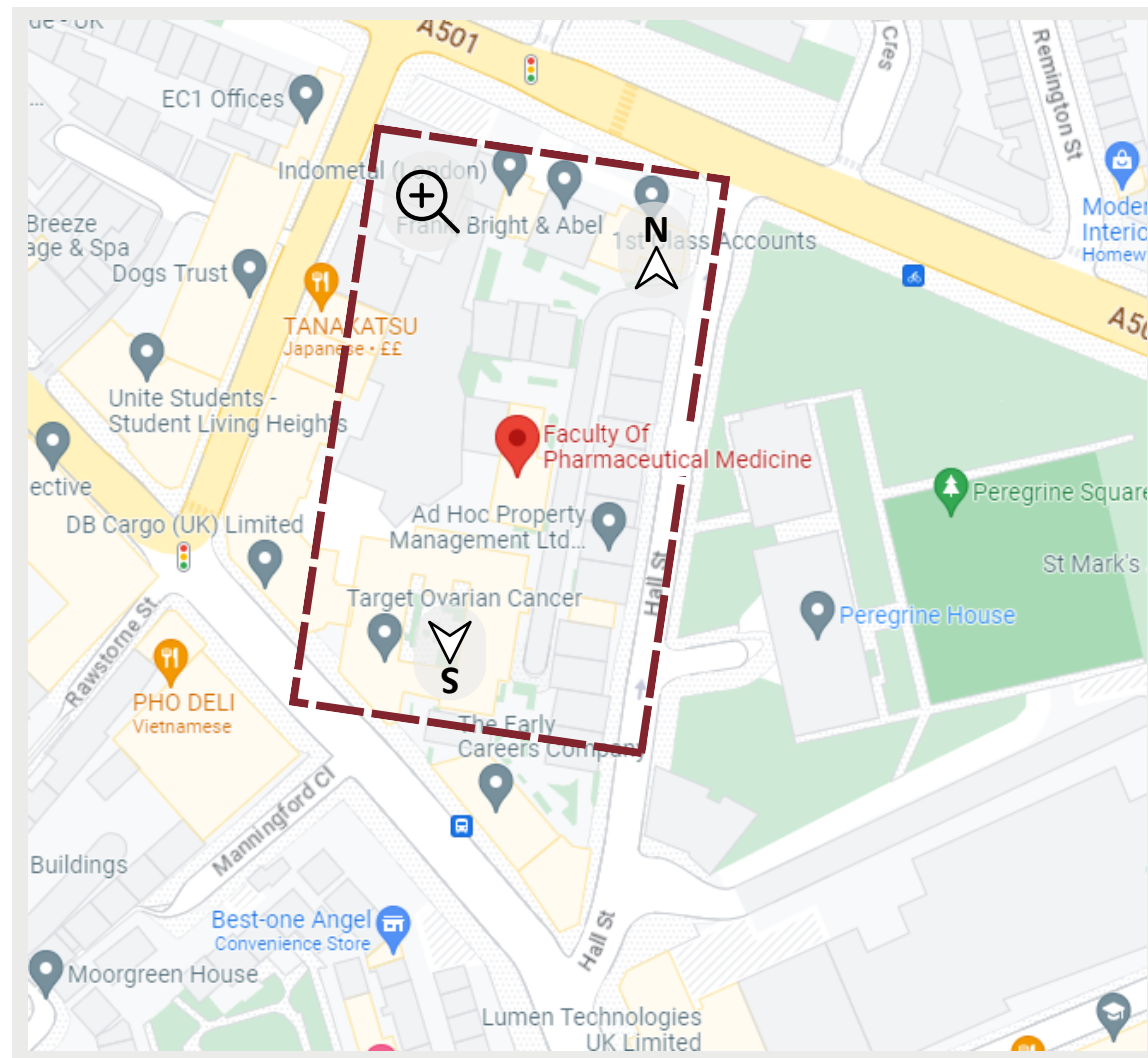 A501
Cres
Remington St
EC1 Offices
Indometal (London)
Frank Bright & Abel
N
1st Class Accounts
Breeze
age & Spa
Dogs Trust
Homew
TANAKATSU
Japanese • ££
Unite Students -
Student Living Heights
Faculty Of
Pharmaceutical Medicine
ective
DB Cargo (UK) Limited
Ad Hoc Property
Management Ltd...
Peregrine Square
St Mark's
Hall St
Target Ovarian Cancer
Peregrine House
Rawstorne St.
S
PHO DELI
Vietnamese
The Early
Careers Company
Manningford Cl
Buildings
Best-one Angel
Convenience Store
Hall St
Moorgreen House
Lumen Technologies
UK Limited